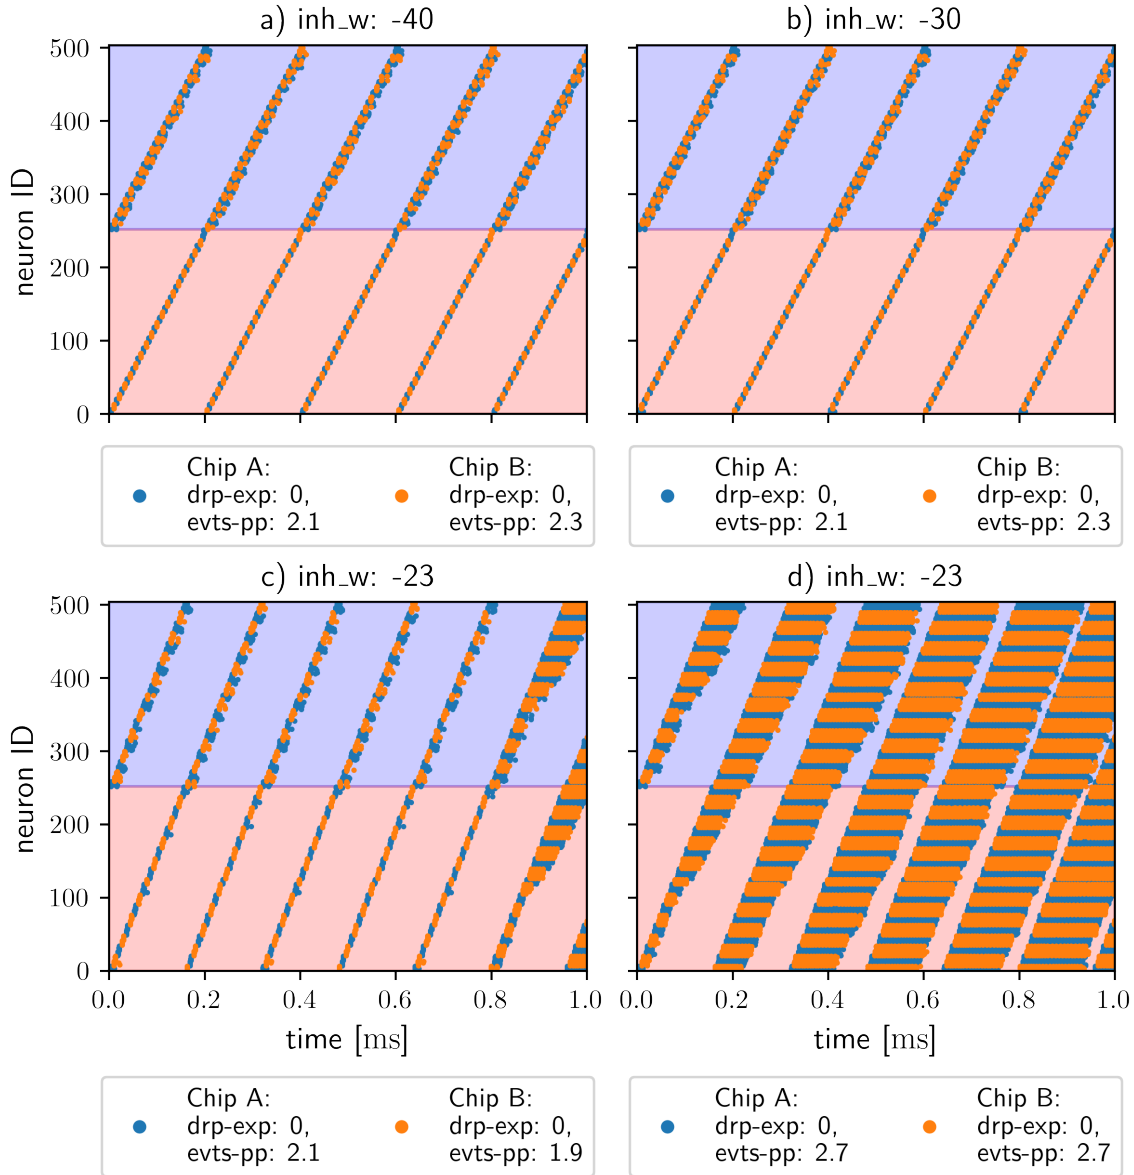 a) inh_w: -40
b) inh_w: -30
500
400
300
200
100
0
neuron ID
Chip A:
drp-exp: 0,
evts-pp: 2.1
Chip B:
drp-exp: 0,
evts-pp: 2.3
Chip A:
drp-exp: 0,
evts-pp: 2.1
Chip B:
drp-exp: 0,
evts-pp: 2.3
c) inh_w: -23
d) inh_w: -23
500
400
300
200
100
0
neuron ID
0.0 0.2 0.4 0.6 0.8 1.0
time [ms]
0.0 0.2 0.4 0.6 0.8 1.0
time [ms]
Chip A:
drp-exp: 0,
evts-pp: 2.1
Chip B:
drp-exp: 0,
evts-pp: 1.9
Chip A:
drp-exp: 0,
evts-pp: 2.7
Chip B:
drp-exp: 0,
evts-pp: 2.7